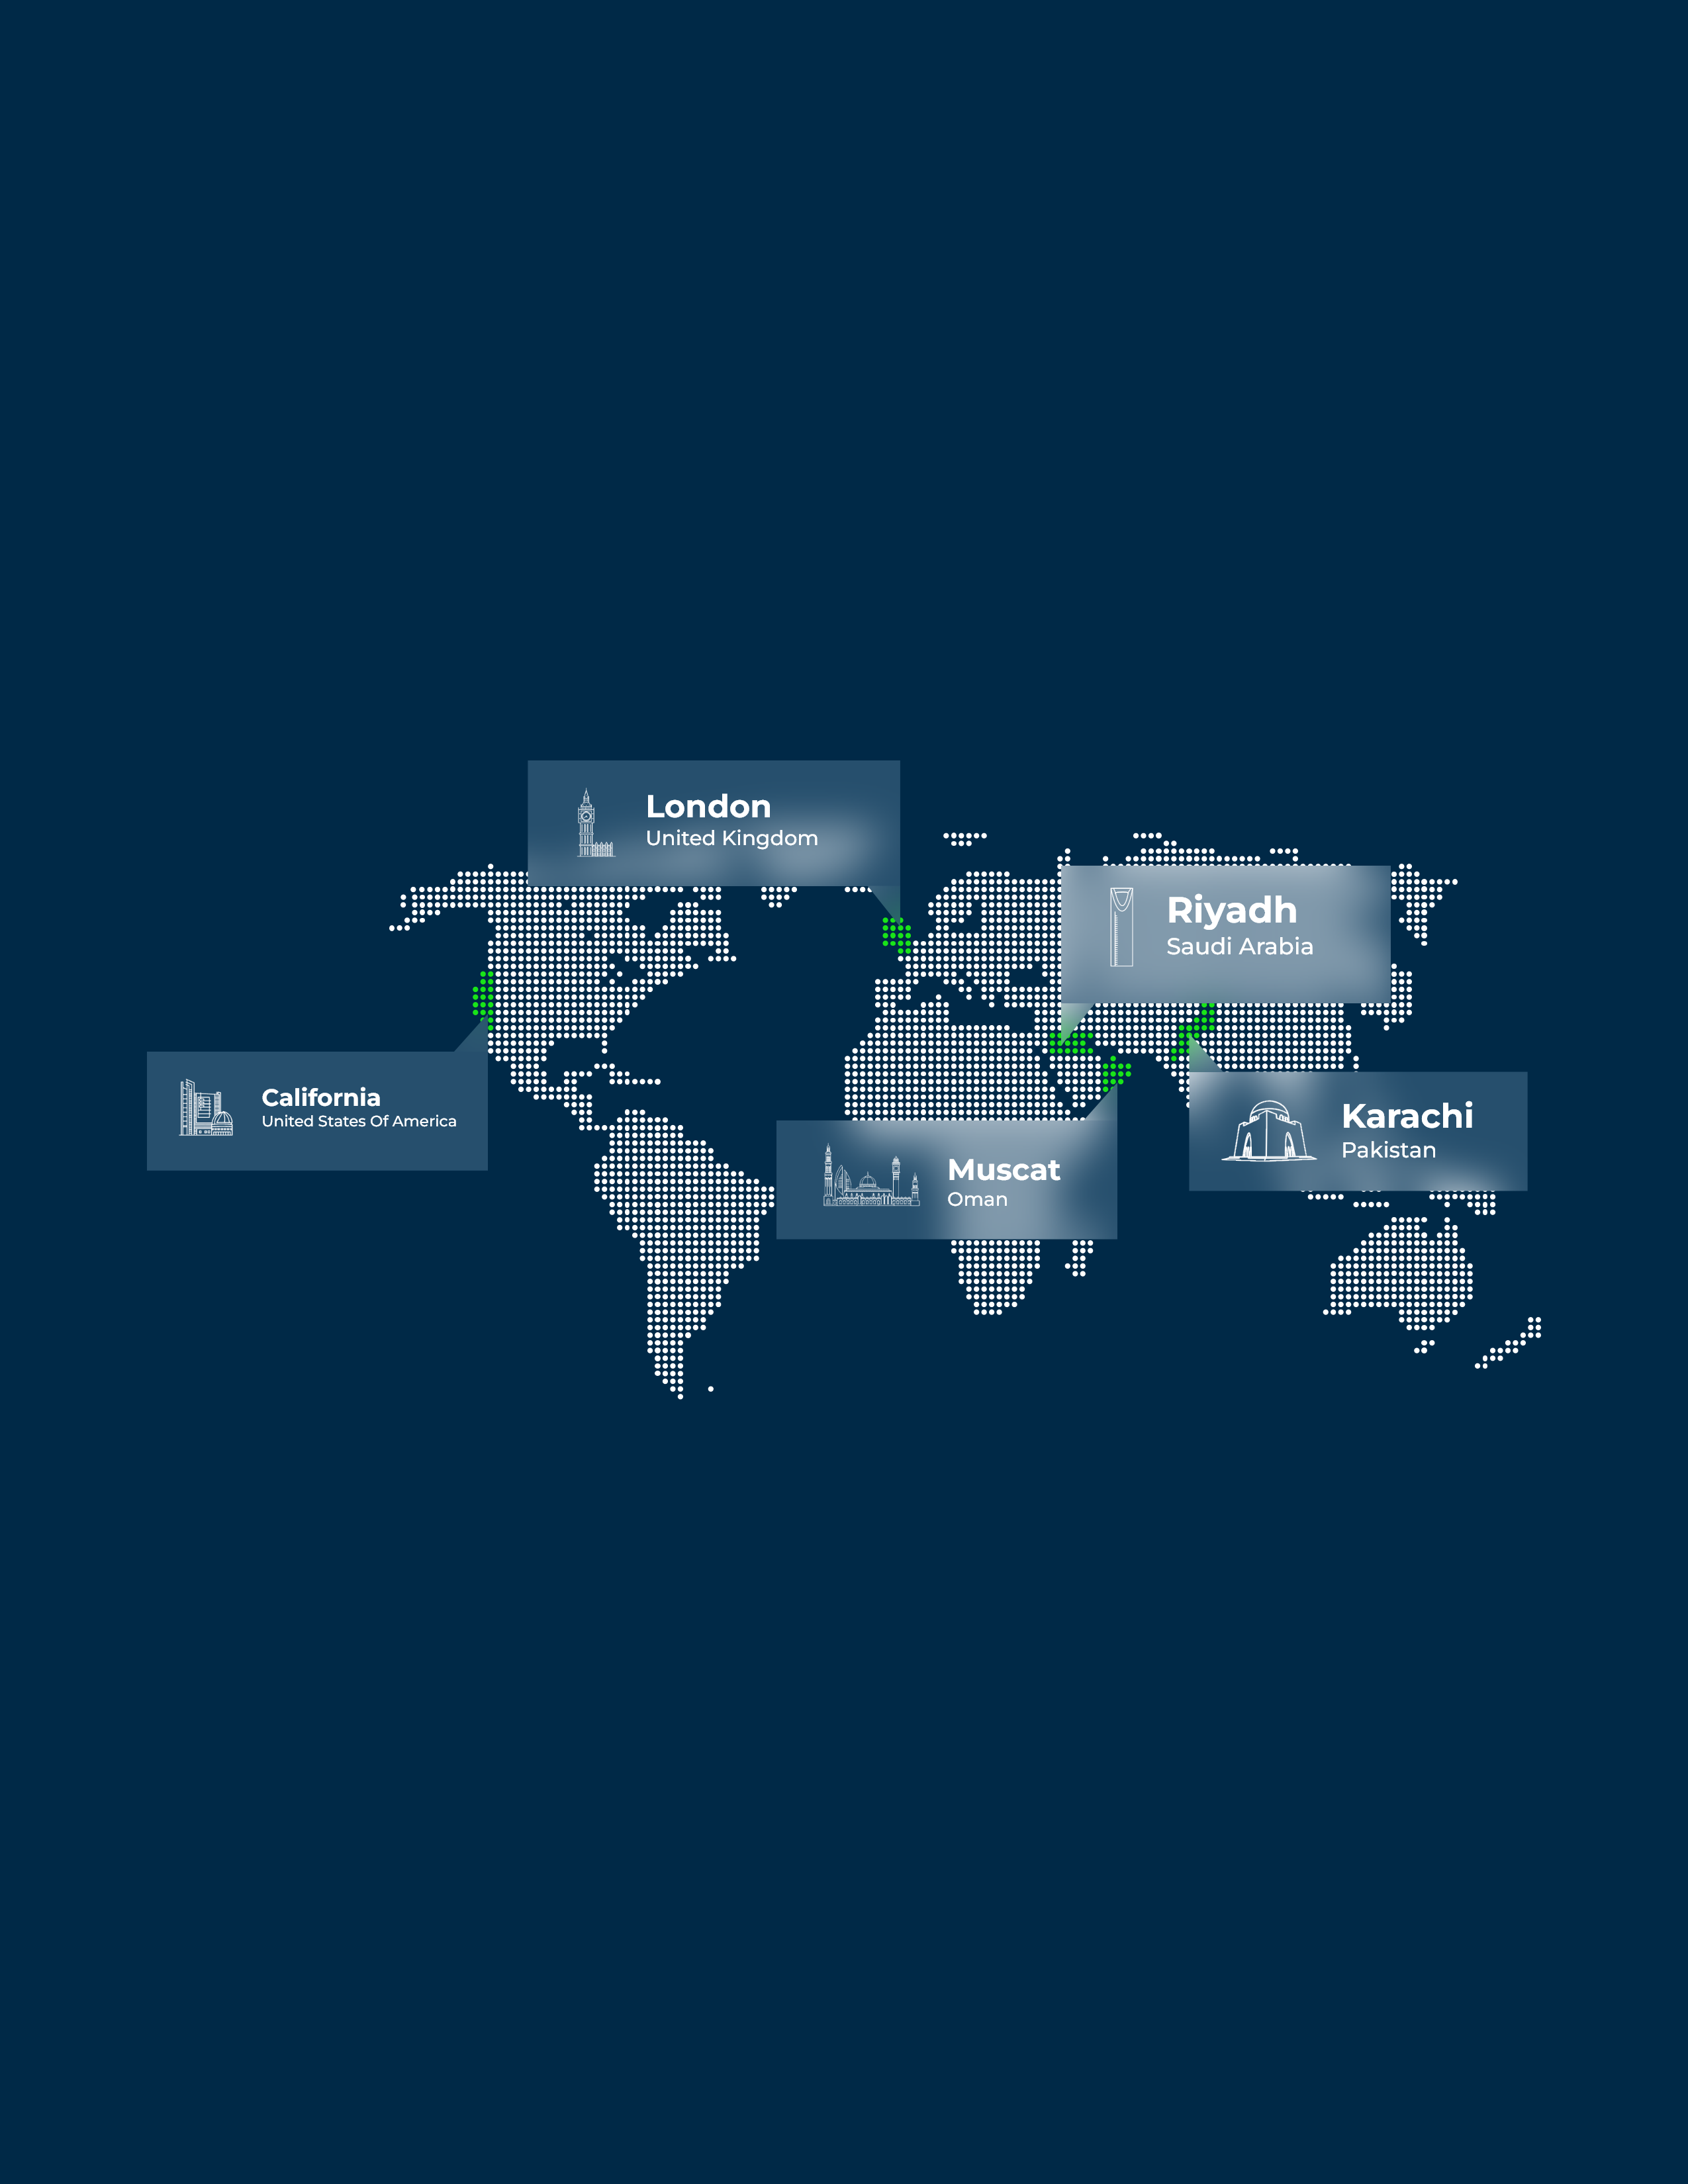 London
United Kingdom
Riyadh
Saudi Arabia
California
United States Of America
Karachi
Pakistan
Muscat
Oman